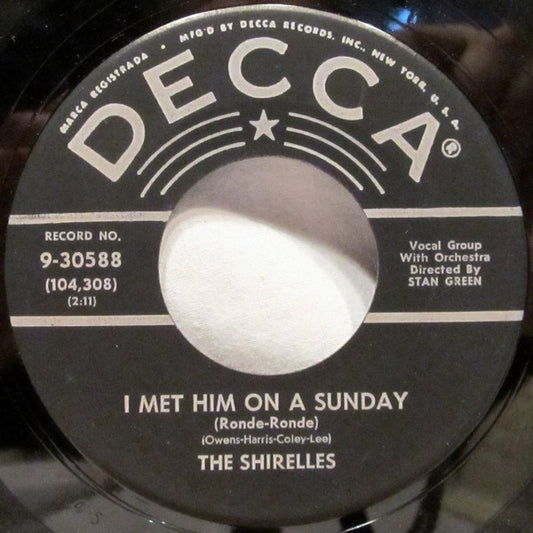 MARCA REGISTRADA • MFG'D BY DECCA RECORDS, INC., NEW YORK, U. S. A.
DECCA®
RECORD NO.
9-30588
(104,308)
(2:11)
Vocal Group
With Orchestra
Directed By
STAN GREEN
I MET HIM ON A SUNDAY
(Ronde-Ronde)
(Owens-Harris-Coley-Lee)
THE SHIRELLES